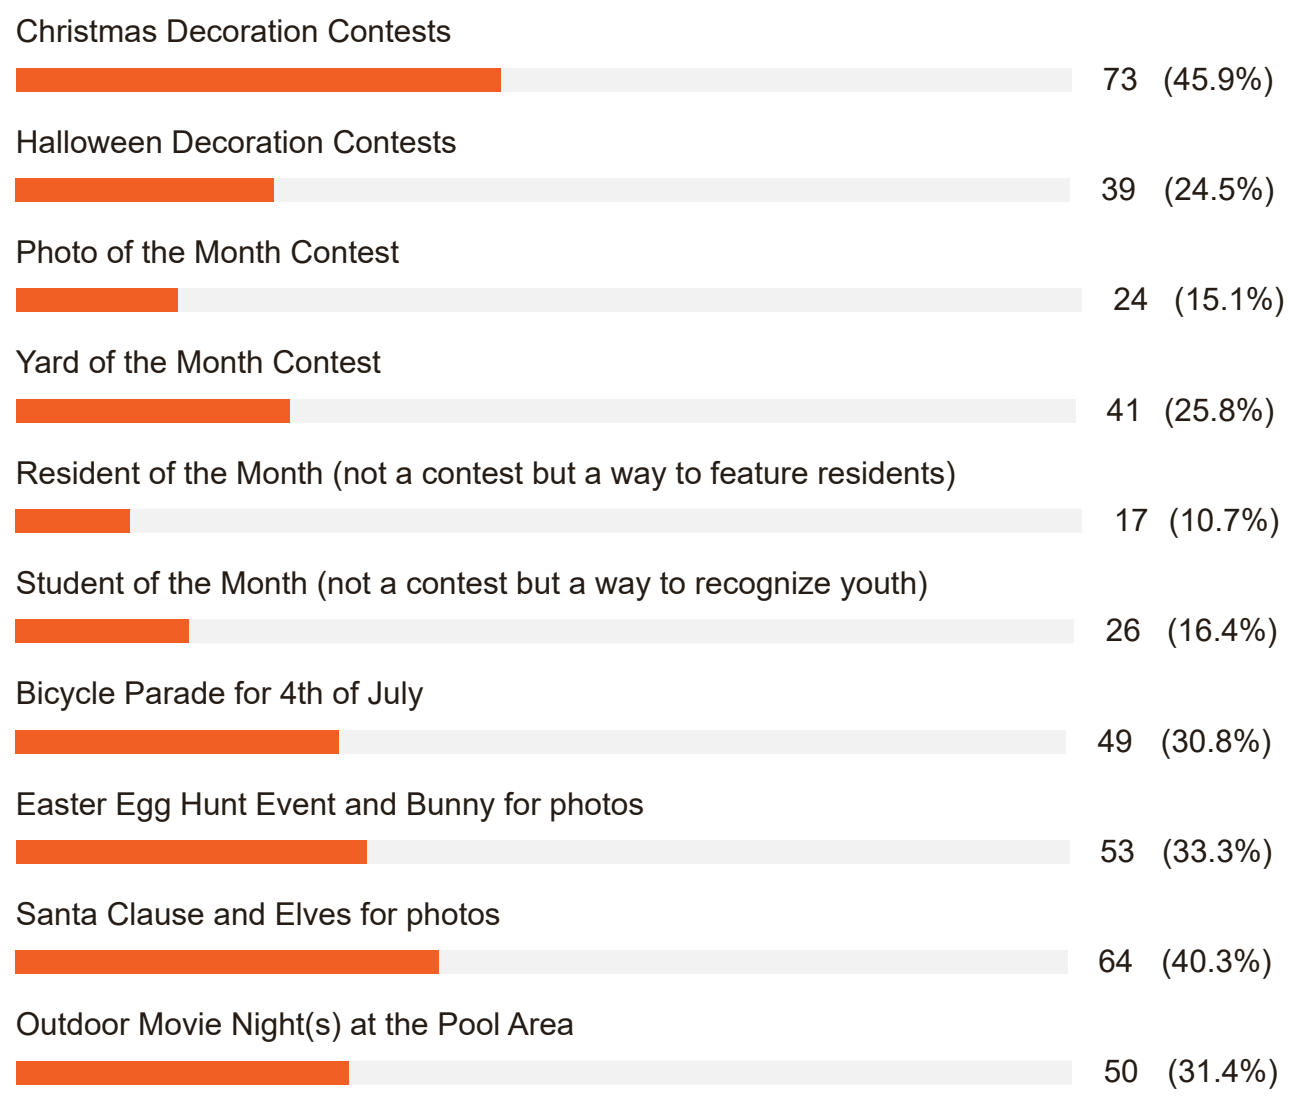 Christmas Decoration Contests
73 (45.9%)
Halloween Decoration Contests
39 (24.5%)
Photo of the Month Contest
24 (15.1%)
Yard of the Month Contest
41 (25.8%)
Resident of the Month (not a contest but a way to feature residents)
17 (10.7%)
Student of the Month (not a contest but a way to recognize youth)
26 (16.4%)
Bicycle Parade for 4th of July
49 (30.8%)
Easter Egg Hunt Event and Bunny for photos
53 (33.3%)
Santa Clause and Elves for photos
64 (40.3%)
Outdoor Movie Night(s) at the Pool Area
50 (31.4%)